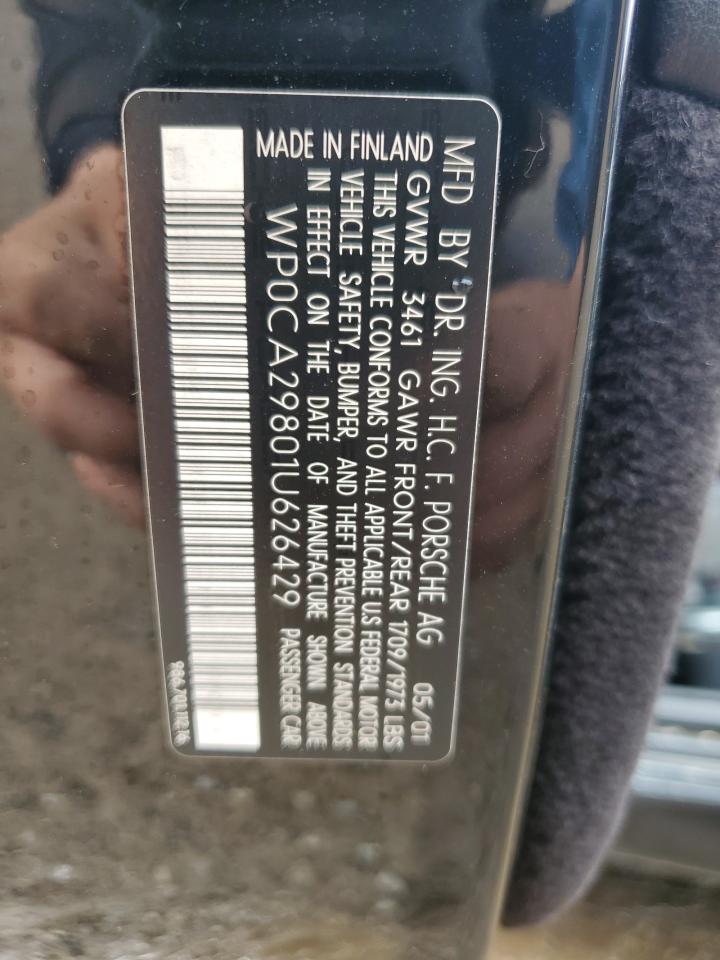 MFD BY DR. ING. H.C. F. PORSCHE AG 05/01
GVWR 3461 GAWR FRONT/REAR 1709/1973 LBS
MADE IN FINLAND
THIS VEHICLE CONFORMS TO ALL APPLICABLE U.S FEDERAL MOTOR
VEHICLE SAFETY, BUMPER, AND THEFT PREVENTION STANDARDS
IN EFFECT ON THE DATE OF MANUFACTURE SHOWN ABOVE
WP0CA29801U626429 PASSENGER CAR